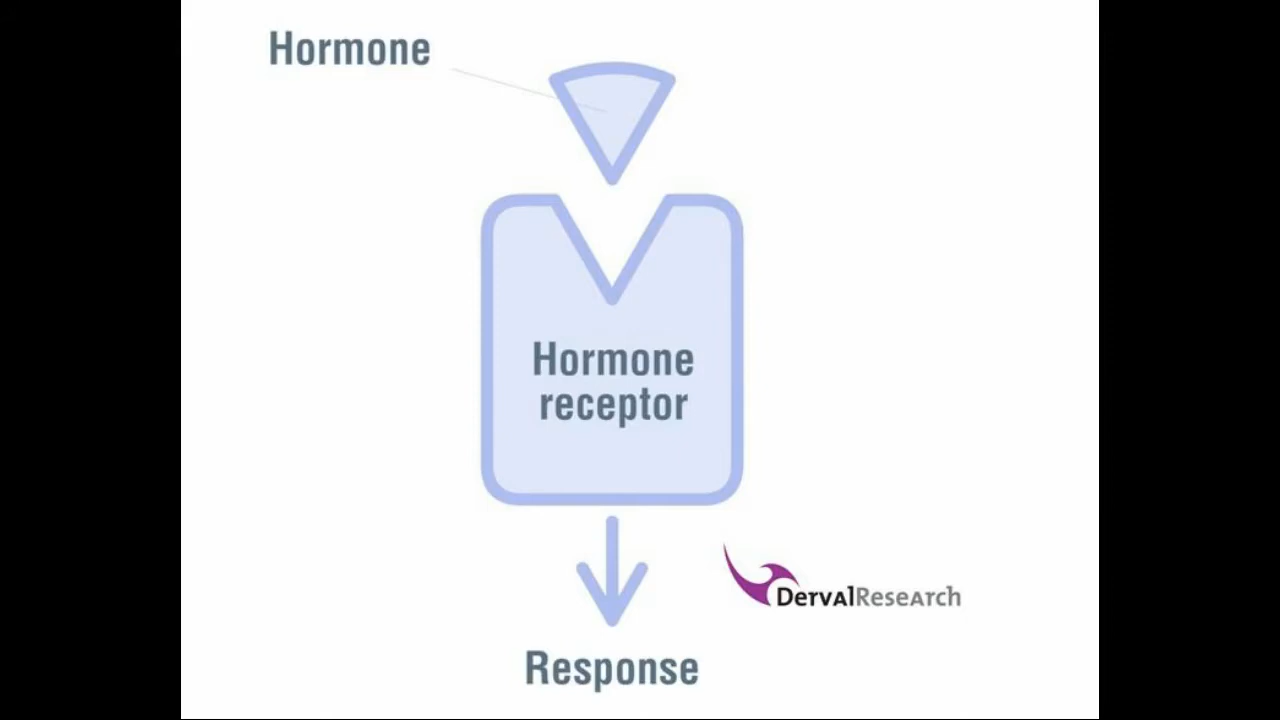 Hormone
Hormone
receptor
Response
DervalResearch